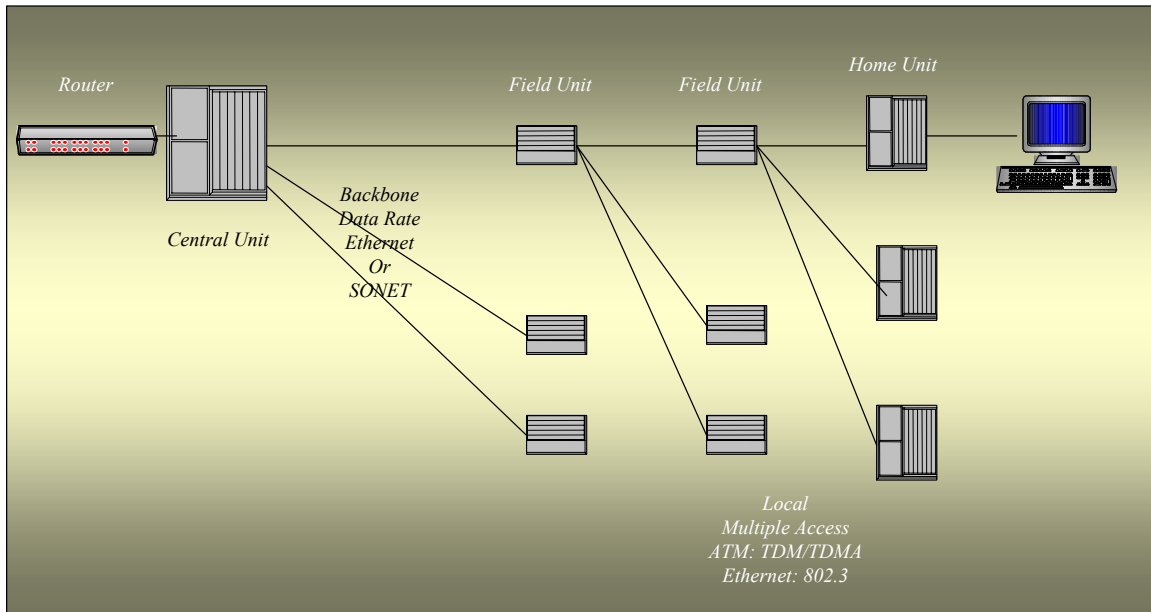 Router
Central Unit
Backbone
Data Rate
Ethernet
Or
SONET
Field Unit
Field Unit
Home Unit
Local
Multiple Access
ATM: TDM/TDMA
Ethernet: 802.3